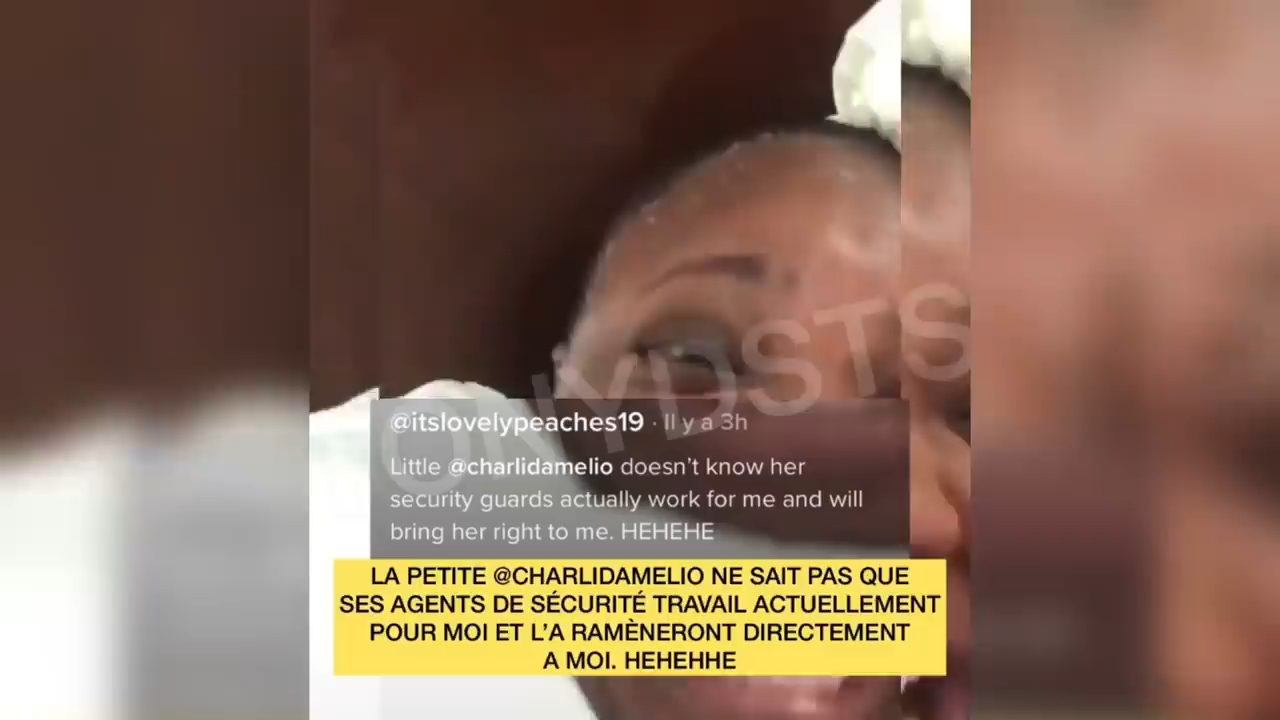 @itslovelypeaches19 · Il y a 3h
Little @charlidamelio doesn't know her
security guards actually work for me and will
bring her right to me. HEHEHE
LA PETITE @CHARLIDAMELIO NE SAIT PAS QUE
SES AGENTS DE SÉCURITÉ TRAVAIL ACTUELLEMENT
POUR MOI ET L'A RAMÈNERONT DIRECTEMENT
A MOI. HEHEHHE
ONYDSTS